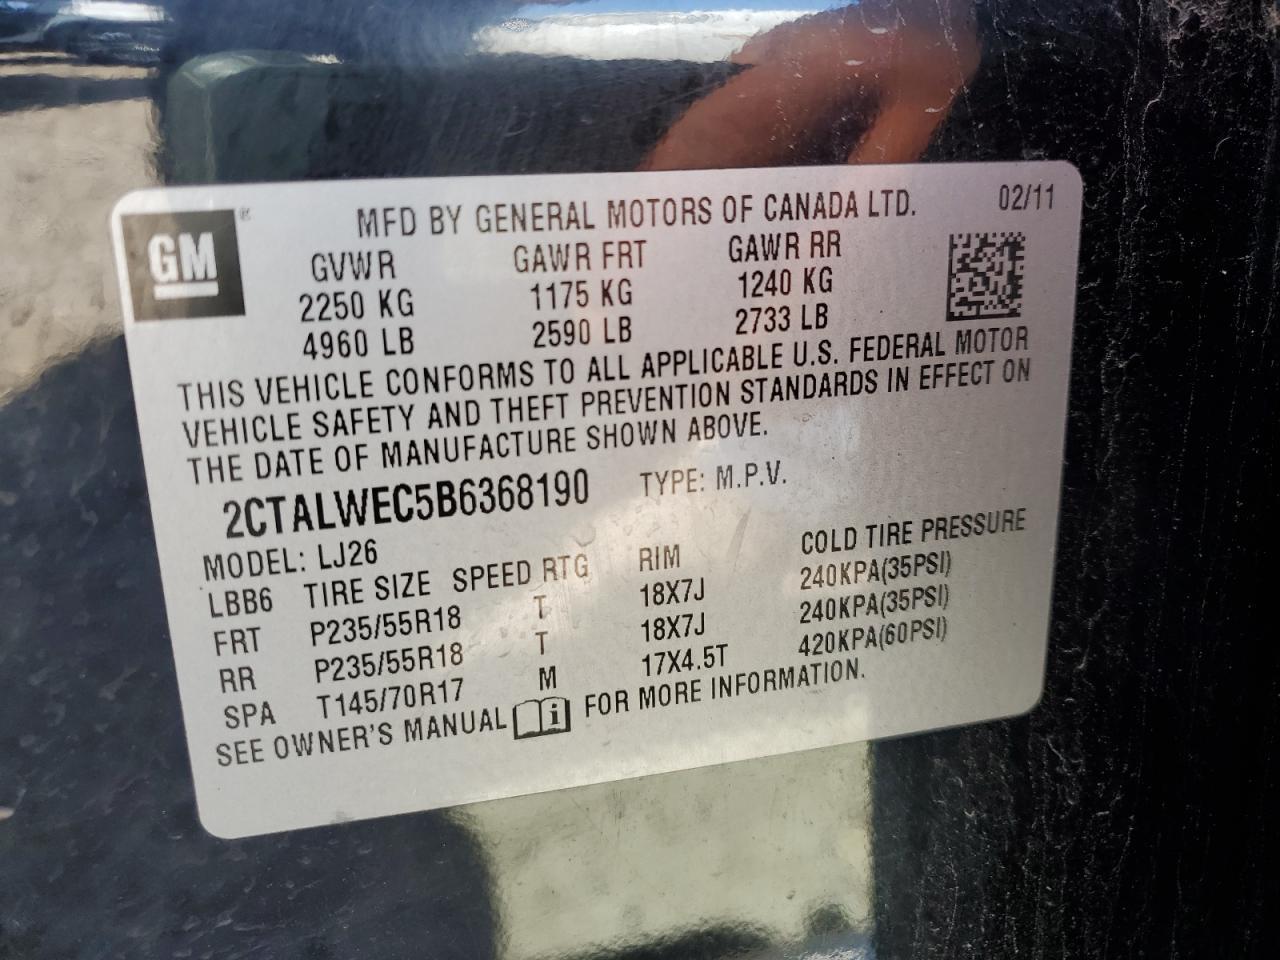 GM ®
MFD BY GENERAL MOTORS OF CANADA LTD. 02/11
GVWR GAWR FRT GAWR RR
2250 KG 1175 KG 1240 KG
4960 LB 2590 LB 2733 LB
THIS VEHICLE CONFORMS TO ALL APPLICABLE U.S. FEDERAL MOTOR
VEHICLE SAFETY AND THEFT PREVENTION STANDARDS IN EFFECT ON
THE DATE OF MANUFACTURE SHOWN ABOVE.
2CTALWEC5B6368190 TYPE: M.P.V.
MODEL: LJ26
LBB6 TIRE SIZE SPEED RTG RIM COLD TIRE PRESSURE
FRT P235/55R18 T 18X7J 240KPA(35PSI)
RR P235/55R18 T 18X7J 240KPA(35PSI)
SPA T145/70R17 M 17X4.5T 420KPA(60PSI)
SEE OWNER'S MANUAL i FOR MORE INFORMATION.